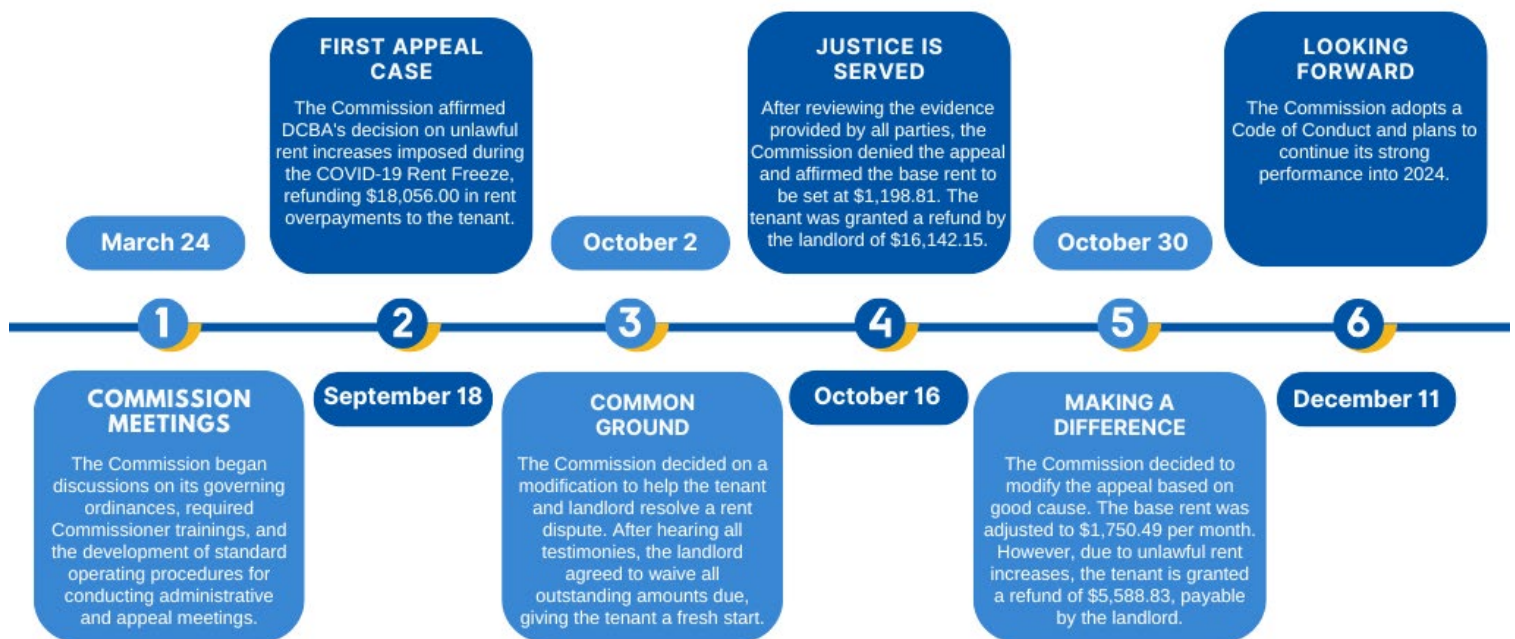 March 24
1
COMMISSION
MEETINGS
The Commission began
discussions on its governing
ordinances, required
Commissioner trainings, and
the development of standard
operating procedures for
conducting administrative
and appeal meetings.
FIRST APPEAL
CASE
The Commission affirmed
DCBA's decision on unlawful
rent increases imposed during
the COVID-19 Rent Freeze,
refunding $18,056.00 in rent
overpayments to the tenant.
2
September 18
October 2
3
COMMON
GROUND
The Commission decided on a
modification to help the tenant
and landlord resolve a rent
dispute. After hearing all
testimonies, the landlord
agreed to waive all
outstanding amounts due,
giving the tenant a fresh start.
JUSTICE IS
SERVED
After reviewing the evidence
provided by all parties, the
Commission denied the appeal
and affirmed the base rent to
be set at $1,198.81. The
tenant was granted a refund by
the landlord of $16,142.15.
4
October 16
October 30
5
MAKING A
DIFFERENCE
The Commission decided to
modify the appeal based on
good cause. The base rent was
adjusted to $1,750.49 per month.
However, due to unlawful rent
increases, the tenant is granted
a refund of $5,588.83, payable
by the landlord.
LOOKING
FORWARD
The Commission adopts a
Code of Conduct and plans to
continue its strong
performance into 2024.
6
December 11